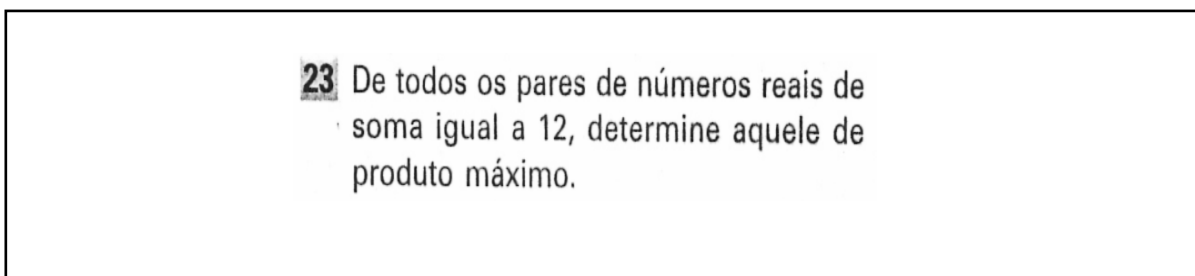 23 De todos os pares de números reais de
soma igual a 12, determine aquele de
produto máximo.